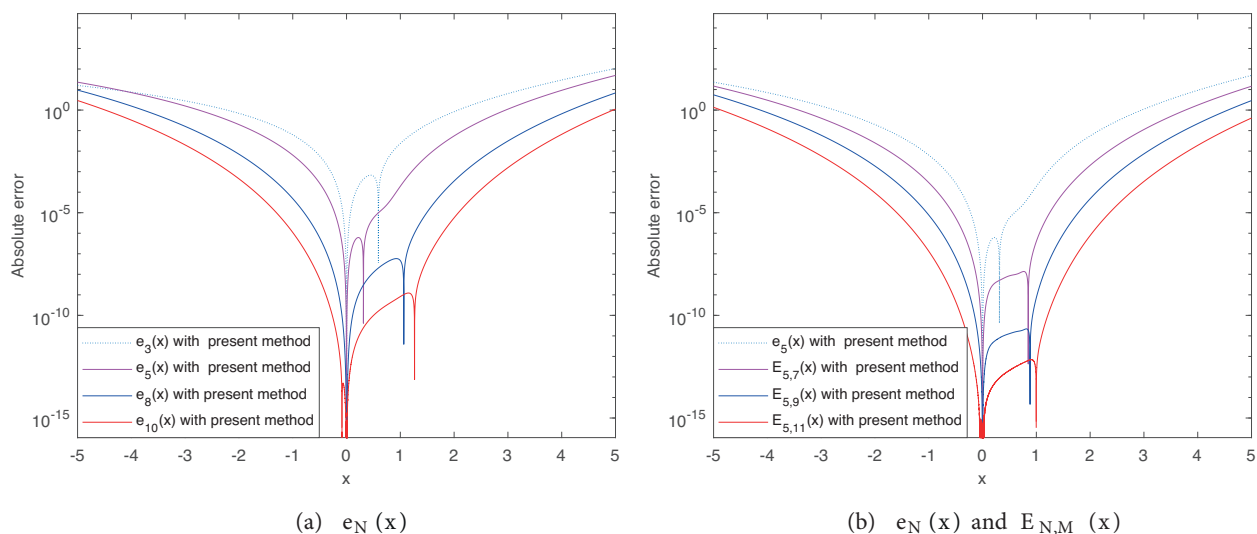 Absolute error
10^0
10^-5
10^-10
10^-15
e_3(x) with present method
e_5(x) with present method
e_8(x) with present method
e_10(x) with present method
-5 -4 -3 -2 -1 0 1 2 3 4 5
x
(a) e_N (x)
Absolute error
10^0
10^-5
10^-10
10^-15
e_5(x) with present method
E_5,7(x) with present method
E_5,9(x) with present method
E_5,11(x) with present method
-5 -4 -3 -2 -1 0 1 2 3 4 5
x
(b) e_N (x) and E_N,M (x)